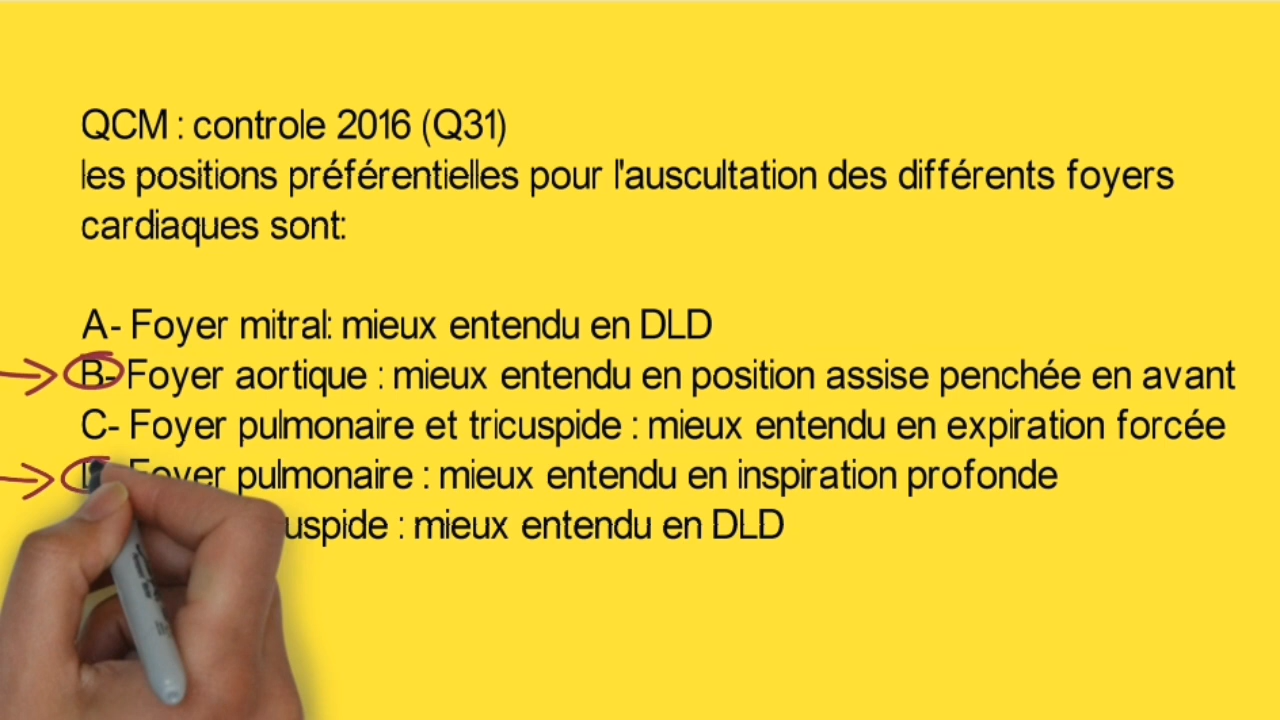 QCM : controle 2016 (Q31)
les positions préférentielles pour l'auscultation des différents foyers
cardiaques sont:
A- Foyer mitral: mieux entendu en DLD
B- Foyer aortique : mieux entendu en position assise penchée en avant
C- Foyer pulmonaire et tricuspide : mieux entendu en expiration forcée
Foyer pulmonaire : mieux entendu en inspiration profonde
uspide : mieux entendu en DLD